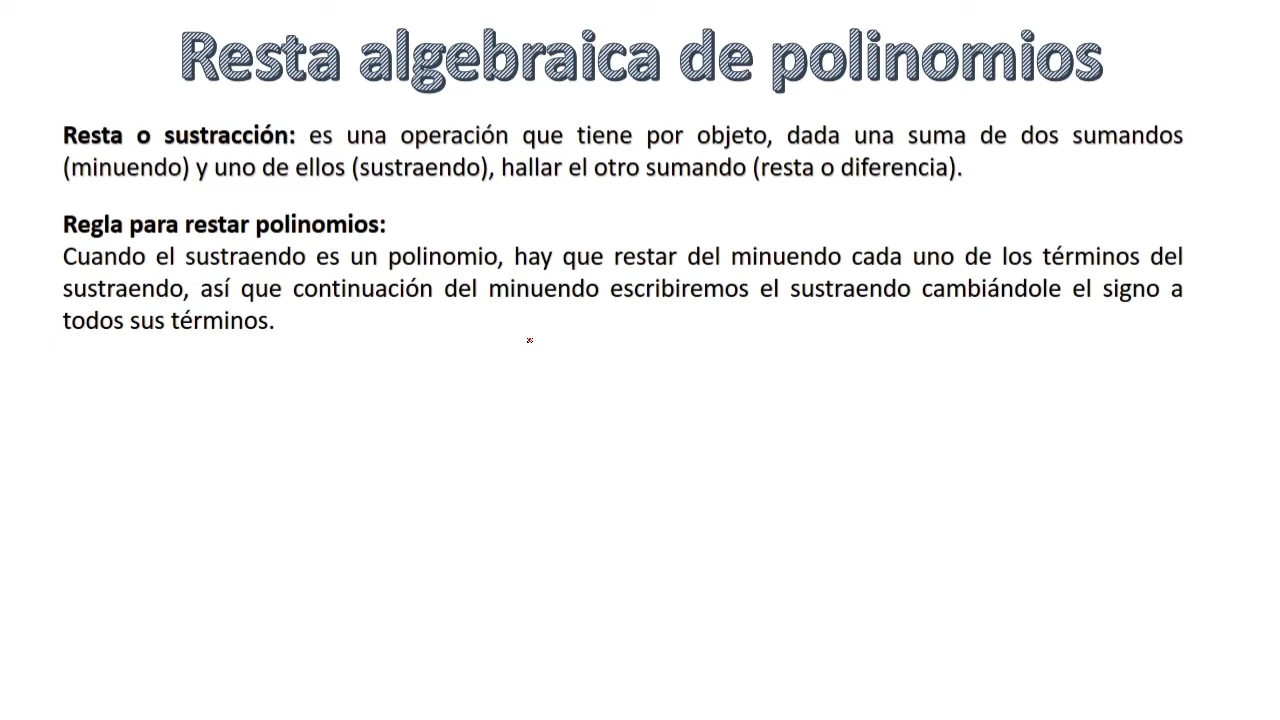 Resta algebraica de polinomios
Resta o sustracción: es una operación que tiene por objeto, dada una suma de dos sumandos
(minuendo) y uno de ellos (sustraendo), hallar el otro sumando (resta o diferencia).
Regla para restar polinomios:
Cuando el sustraendo es un polinomio, hay que restar del minuendo cada uno de los términos del
sustraendo, así que continuación del minuendo escribiremos el sustraendo cambiándole el signo a
todos sus términos.